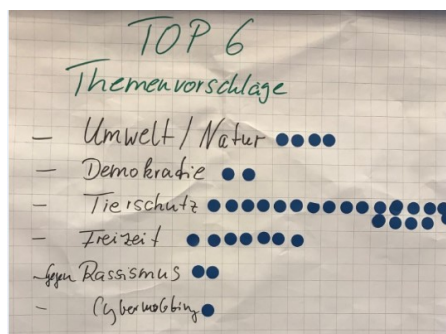 TOP 6
Themenvorschläge
- Umwelt / Natur
- Demokratie
- Tierschutz
- Freizeit
- gegen Rassismus
- Cybermobbing